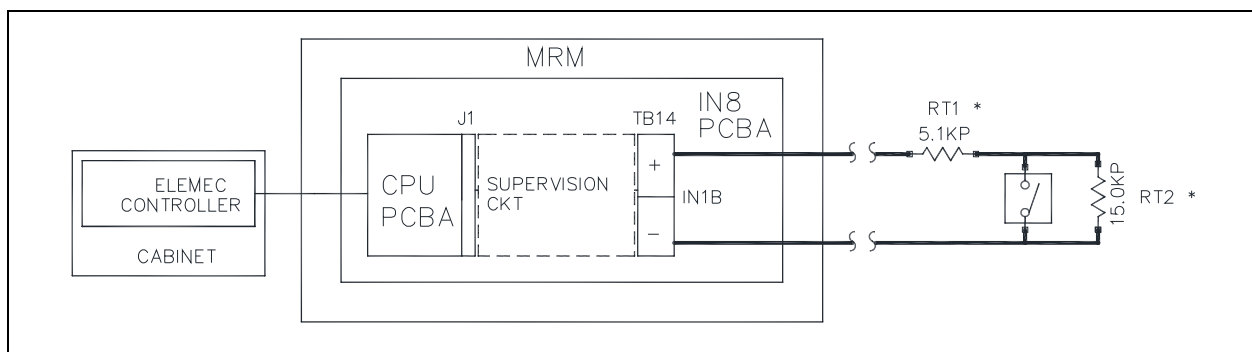 MRM
IN8
PCBA
J1
TB14
RT1 *
5.1KP
ELEMEC
CONTROLLER
CABINET
CPU
PCBA
SUPERVISION
CKT
+
IN1B
−
15.0KP
RT2 *